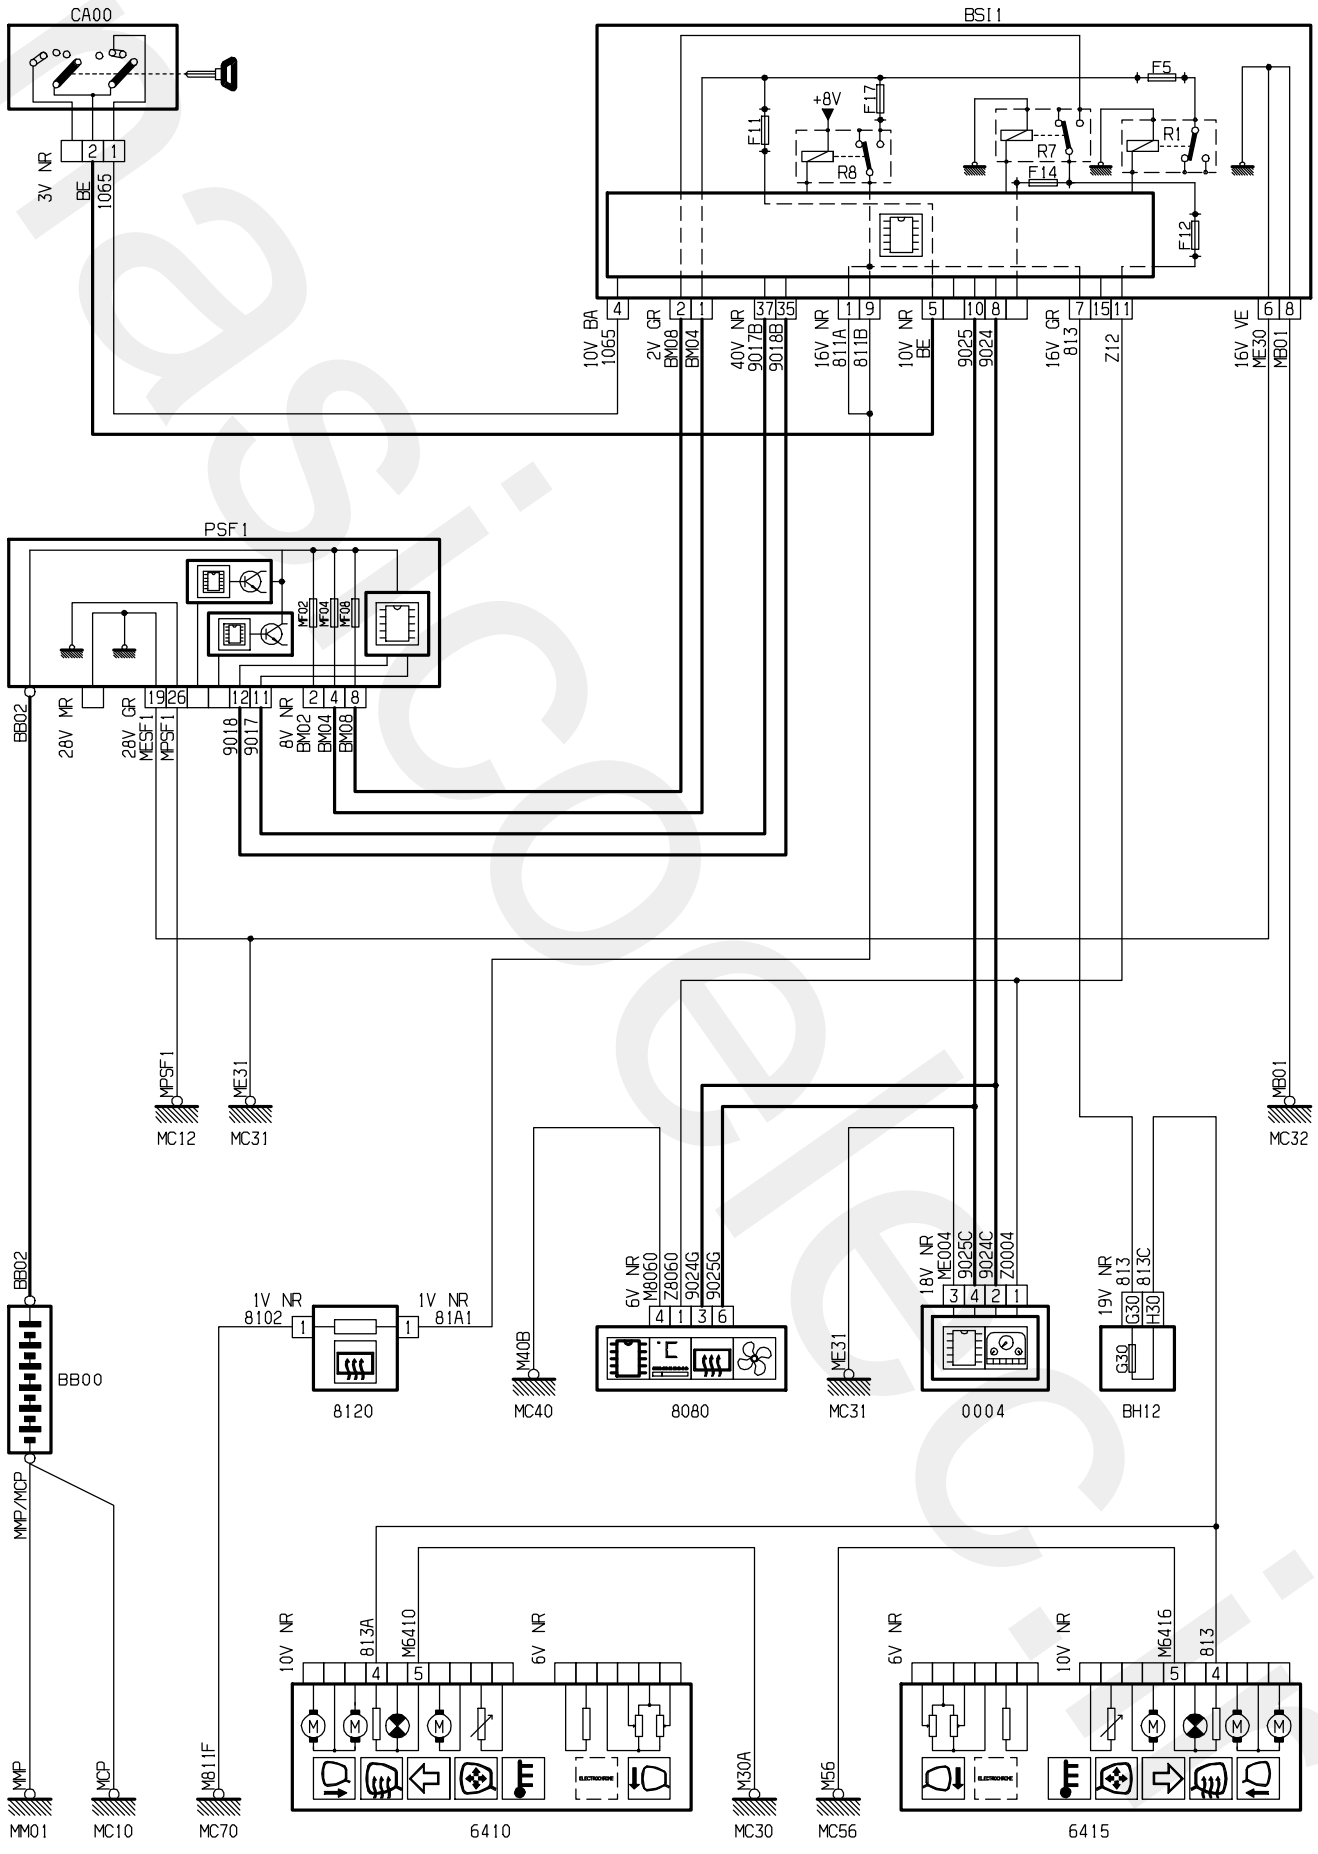 CA00
BSI1
3V NR
2
1
BE
1065
+8V
F17
F11
F5
R8
R7
R1
F14
F12
4
2
1
37
35
1
9
5
10
8
7
15
11
6
8
10V BA
1065
2V GR
BM08
BM04
40V NR
9017B
9018B
16V NR
811A
811B
10V NR
BE
9025
9024
16V GR
813
Z12
16V VE
ME30
MB01
PSF1
MF02
MF04
MF08
19
26
12
11
2
4
8
BB02
28V MR
28V GR
MESF1
MPSF1
9018
9017
8V NR
BM02
BM04
BM08
MPSF1
ME31
MB01
MC12
MC31
MC32
BB02
BB00
MMP/MCP
1V NR
8102
1
1
1V NR
81A1
8120
M40B
MC40
6V NR
M8060
Z8060
9024G
9025G
4
1
3
6
°C
8080
ME31
MC31
18V NR
ME004
9025C
9024C
Z0004
3
4
2
1
0004
19V NR
813
813C
G30
H30
G30
BH12
10V NR
813A
M6410
6V NR
4
5
M
M
M
ELECTROCHROME
6410
6V NR
10V NR
M6416
813
5
4
M
M
M
ELECTROCHROME
6415
MMP
MM01
MCP
MC10
M811F
MC70
M30A
MC30
M56
MC56